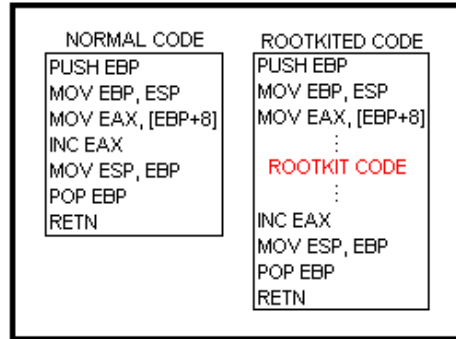 NORMAL CODE
PUSH EBP
MOV EBP, ESP
MOV EAX, [EBP+8]
INC EAX
MOV ESP, EBP
POP EBP
RETN
ROOTKITED CODE
PUSH EBP
MOV EBP, ESP
MOV EAX, [EBP+8]
ROOTKIT CODE
INC EAX
MOV ESP, EBP
POP EBP
RETN